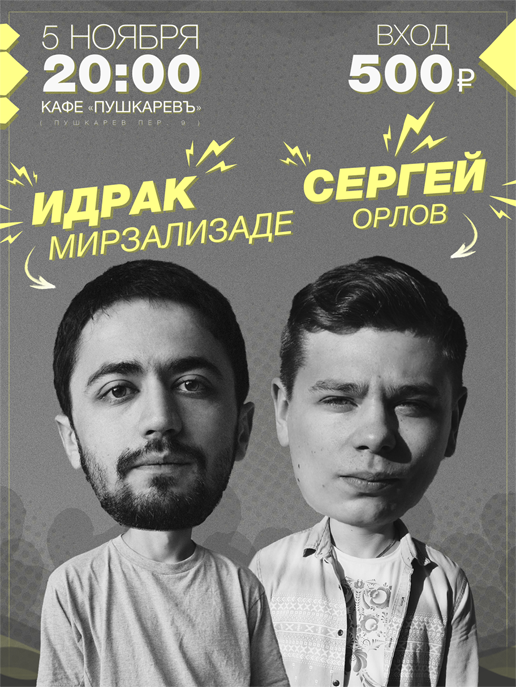 5 НОЯБРЯ
20:00
КАФЕ «ПУШКАРЕВЪ»
( ПУШКАРЕВ ПЕР. 9 )
ВХОД
500₽
ИДРАК
МИРЗАЛИЗАДЕ
СЕРГЕЙ
ОРЛОВ